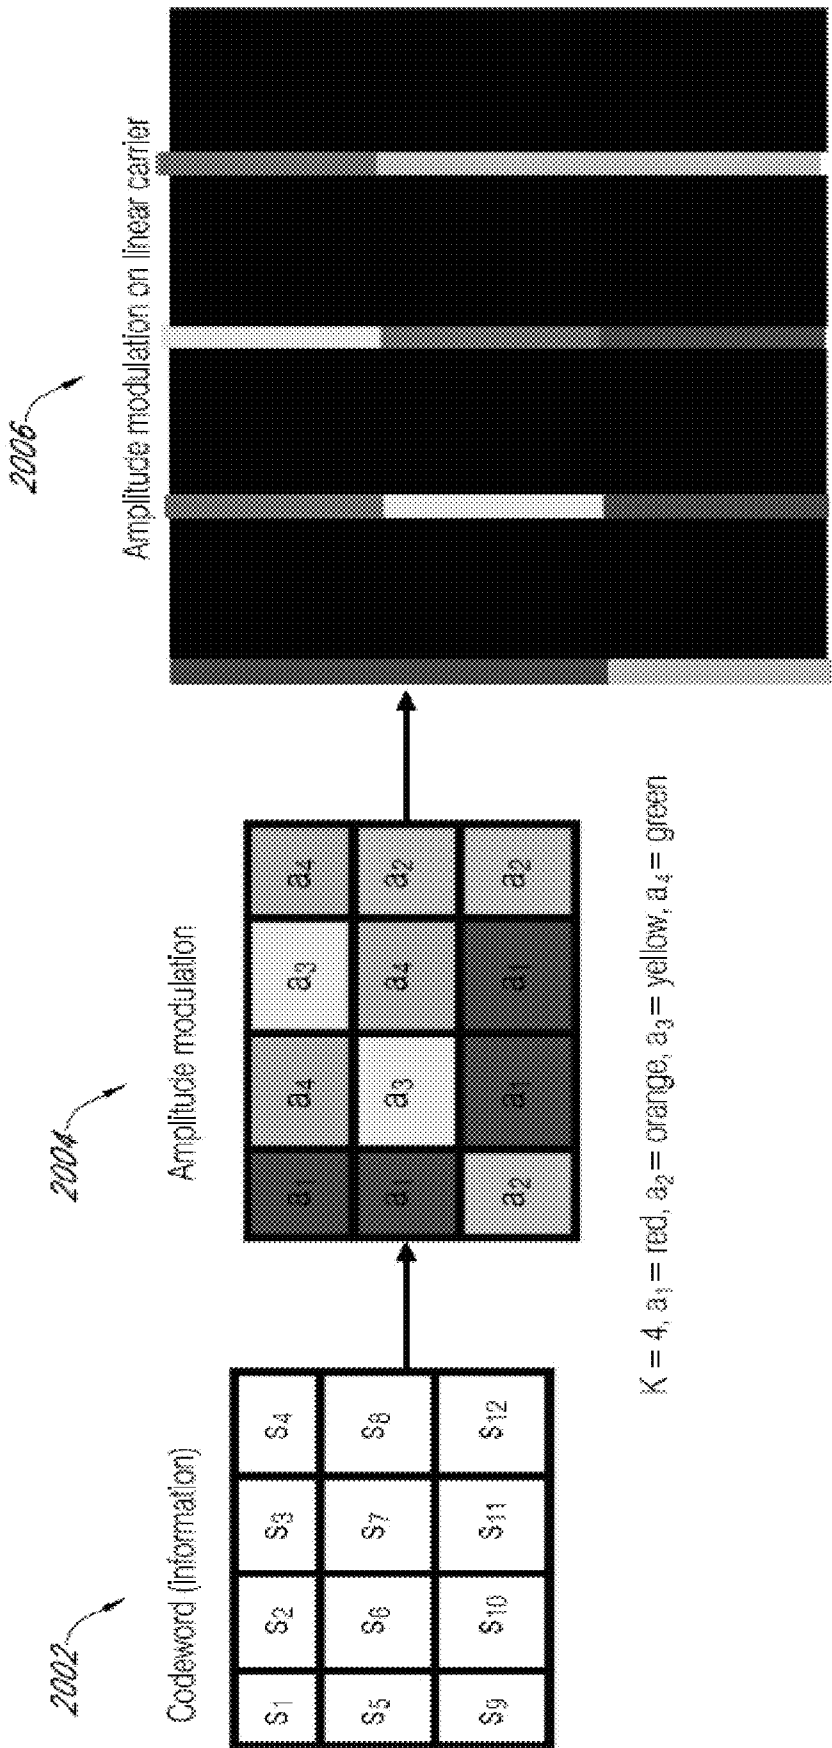 2002
Codeword (information)
S₁ S₂ S₃ S₄
S₅ S₆ S₇ S₈
S₉ S₁₀ S₁₁ S₁₂
2004
Amplitude modulation
a₁ a₄ a₃ a₄
a₁ a₃ a₄ a₂
a₂ a₁ a₁ a₂
K = 4, a₁ = red, a₂ = orange, a₃ = yellow, a₄ = green
2006
Amplitude modulation on linear carrier